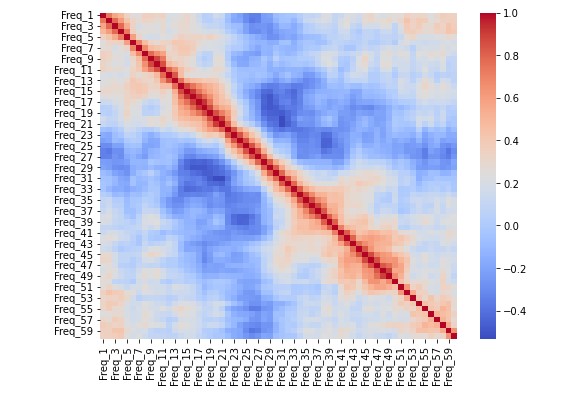 Freq_1
Freq_3
Freq_5
Freq_7
Freq_9
Freq_11
Freq_13
Freq_15
Freq_17
Freq_19
Freq_21
Freq_23
Freq_25
Freq_27
Freq_29
Freq_31
Freq_33
Freq_35
Freq_37
Freq_39
Freq_41
Freq_43
Freq_45
Freq_47
Freq_49
Freq_51
Freq_53
Freq_55
Freq_57
Freq_59
Freq_1
Freq_3
Freq_5
Freq_7
Freq_9
Freq_11
Freq_13
Freq_15
Freq_17
Freq_19
Freq_21
Freq_23
Freq_25
Freq_27
Freq_29
Freq_31
Freq_33
Freq_35
Freq_37
Freq_39
Freq_41
Freq_43
Freq_45
Freq_47
Freq_49
Freq_51
Freq_53
Freq_55
Freq_57
Freq_59
1.0
0.8
0.6
0.4
0.2
0.0
−0.2
−0.4